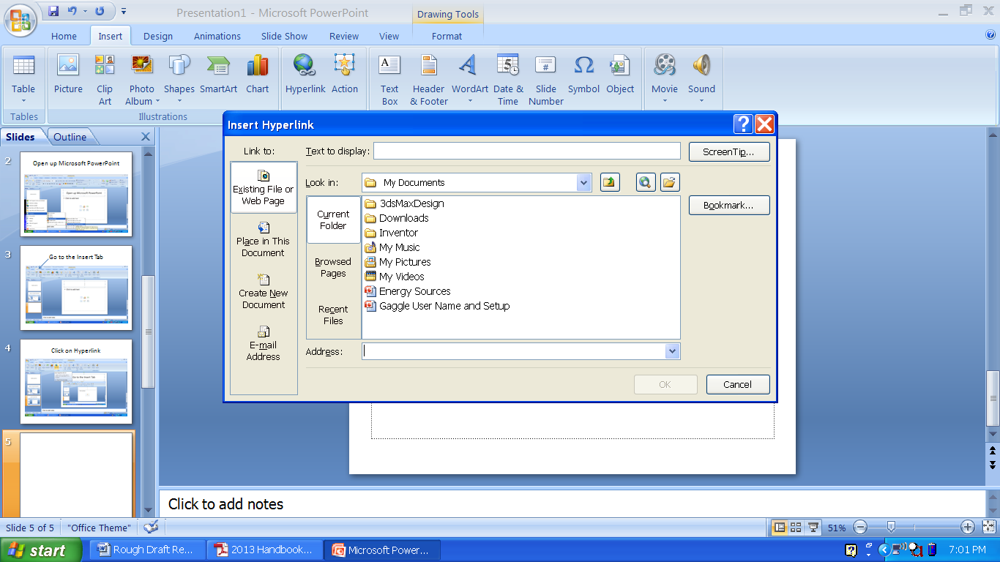 Presentation1 - Microsoft PowerPoint
Drawing Tools
Home Insert Design Animations Slide Show Review View Format
Table
Picture
Clip Art
Photo Album
Shapes
SmartArt
Chart
Hyperlink
Action
Text Box
Header & Footer
WordArt
Date & Time
Slide Number
Symbol
Object
Movie
Sound
Tables
Illustrations
Slides
Outline
2
Open up Microsoft PowerPoint
3
Go to the Insert Tab
4
Click on Hyperlink
5
Insert Hyperlink
Link to:
Text to display:
ScreenTip...
Existing File or
Web Page
Place in This
Document
Create New
Document
E-mail
Address
Look in:
My Documents
Current
Folder
Browsed
Pages
Recent
Files
3dsMaxDesign
Downloads
Inventor
My Music
My Pictures
My Videos
Energy Sources
Gaggle User Name and Setup
Bookmark...
Address:
OK
Cancel
Click to add notes
Slide 5 of 5
"Office Theme"
51%
start
Rough Draft Re...
2013 Handbook...
Microsoft Power...
7:01 PM